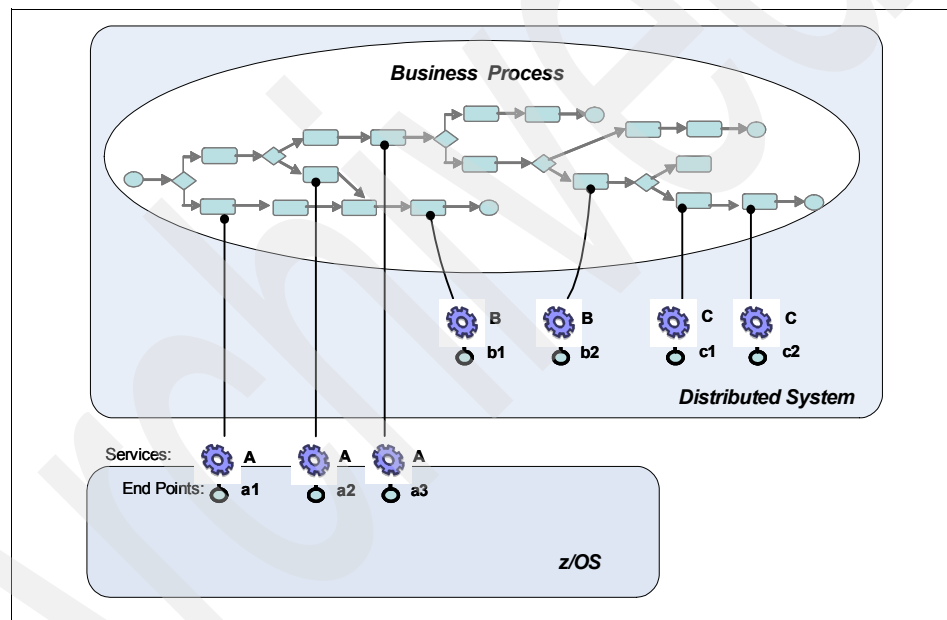 Business Process
B
B
C
C
b1
b2
c1
c2
Distributed System
Services:
A
A
A
End Points:
a1
a2
a3
z/OS